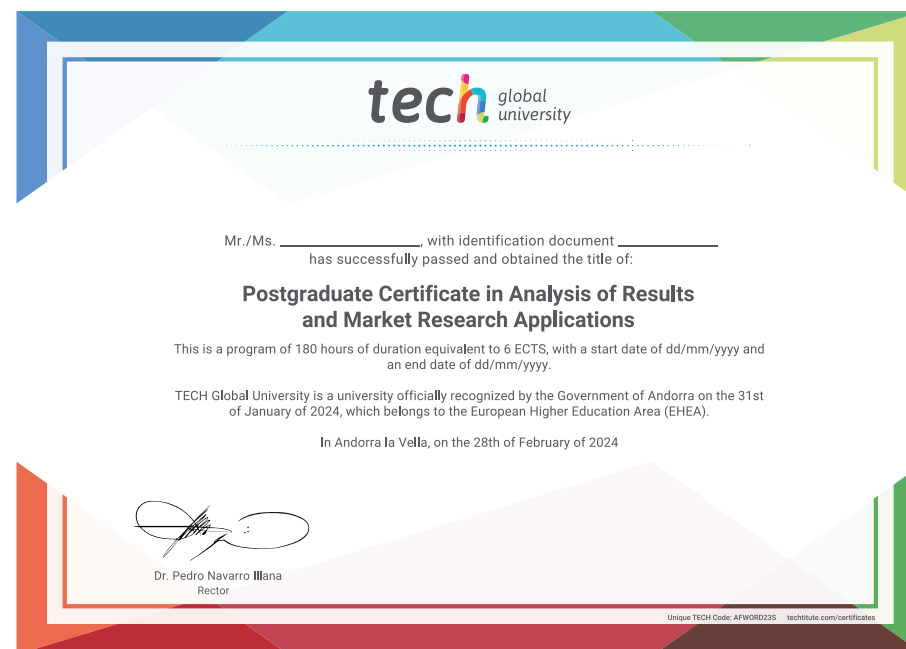 tech global university
Mr./Ms. ____________, with identification document ____________
has successfully passed and obtained the title of:
Postgraduate Certificate in Analysis of Results
and Market Research Applications
This is a program of 180 hours of duration equivalent to 6 ECTS, with a start date of dd/mm/yyyy and
an end date of dd/mm/yyyy.
TECH Global University is a university officially recognized by the Government of Andorra on the 31st
of January of 2024, which belongs to the European Higher Education Area (EHEA).
In Andorra la Vella, on the 28th of February of 2024
Dr. Pedro Navarro Illana
Rector
Unique TECH Code: AFWORD23S techtitute.com/certificates